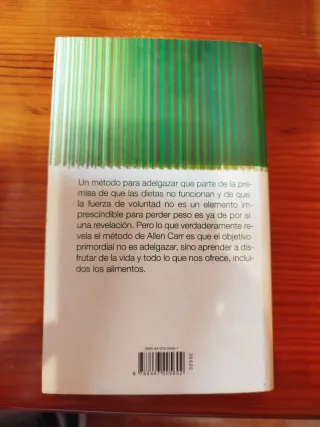 Un método para adelgazar que parte de la pre-
misa de que las dietas no funcionan y de que
la fuerza de voluntad no es un elemento im-
prescindible para perder peso es ya de por sí
una revelación. Pero lo que verdaderamente re-
vela el método de Allen Carr es que el objetivo
primordial no es adelgazar, sino aprender a dis-
frutar de la vida y todo lo que nos ofrece, inclui-
dos los alimentos.